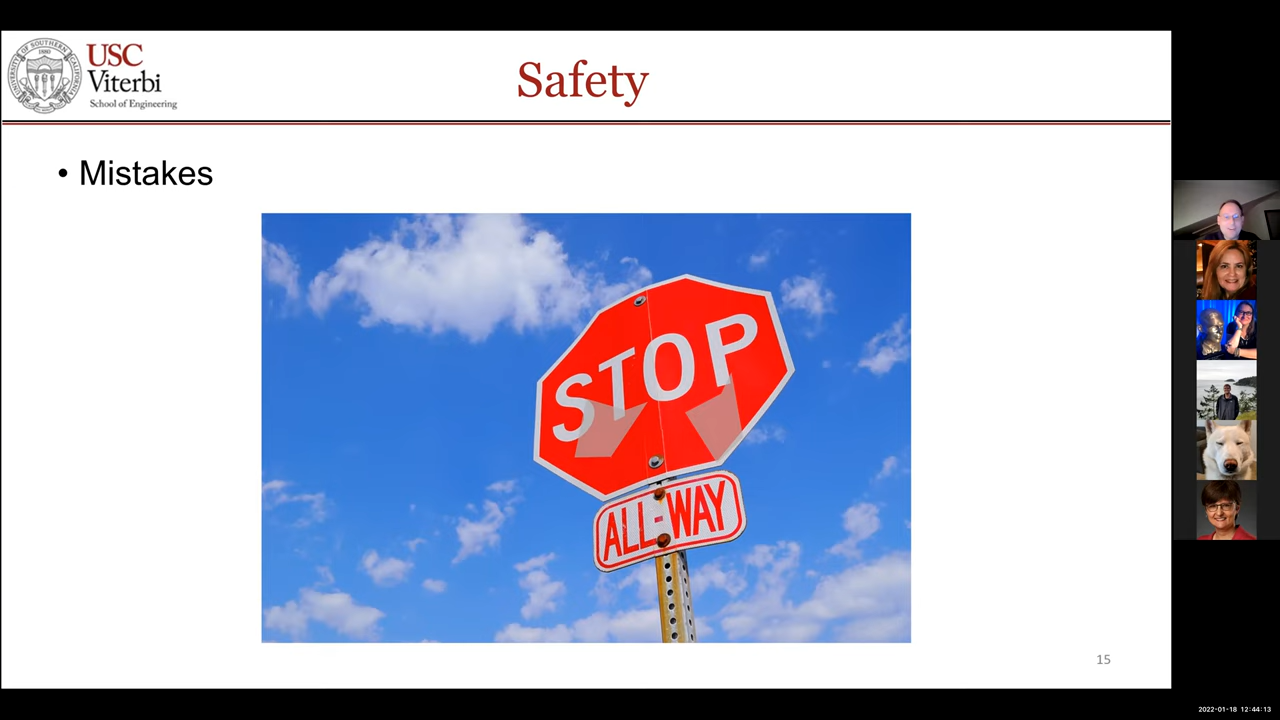 USC
Viterbi
School of Engineering
Safety
• Mistakes
STOP
ALL-WAY
15
2022-01-18 12:44:13